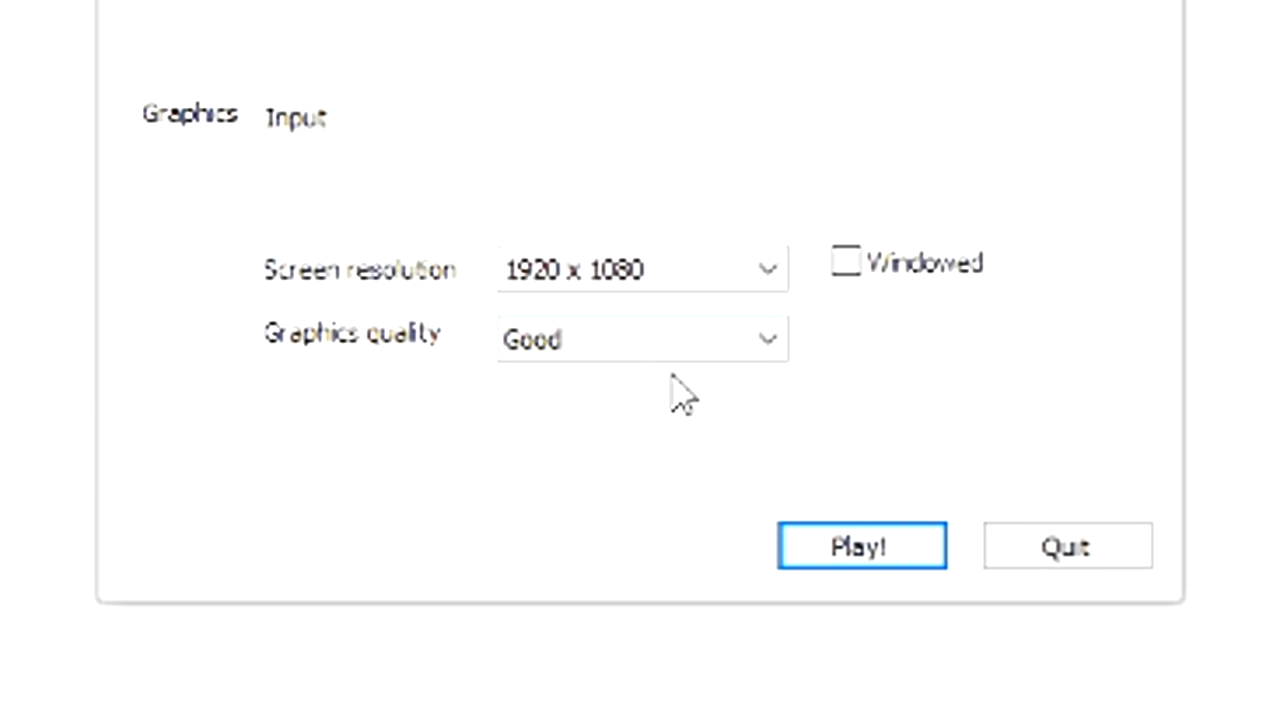 Graphics Input
Screen resolution 1920 x 1080 Windowed
Graphics quality Good
Play! Quit